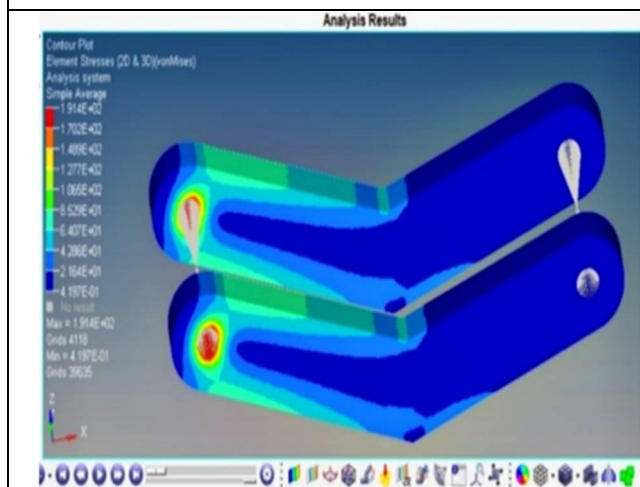 Analysis Results
Contour Plot
Element Stresses (2D & 3D)(vonMises)
Analysis system
Simple Average
1.914E+02
1.702E+02
1.489E+02
1.277E+02
1.065E+02
8.529E+01
6.407E+01
4.286E+01
2.164E+01
4.197E-01
No result
Max = 1.914E+02
Grids 4118
Min = 4.197E-01
Grids 39635
Z
X